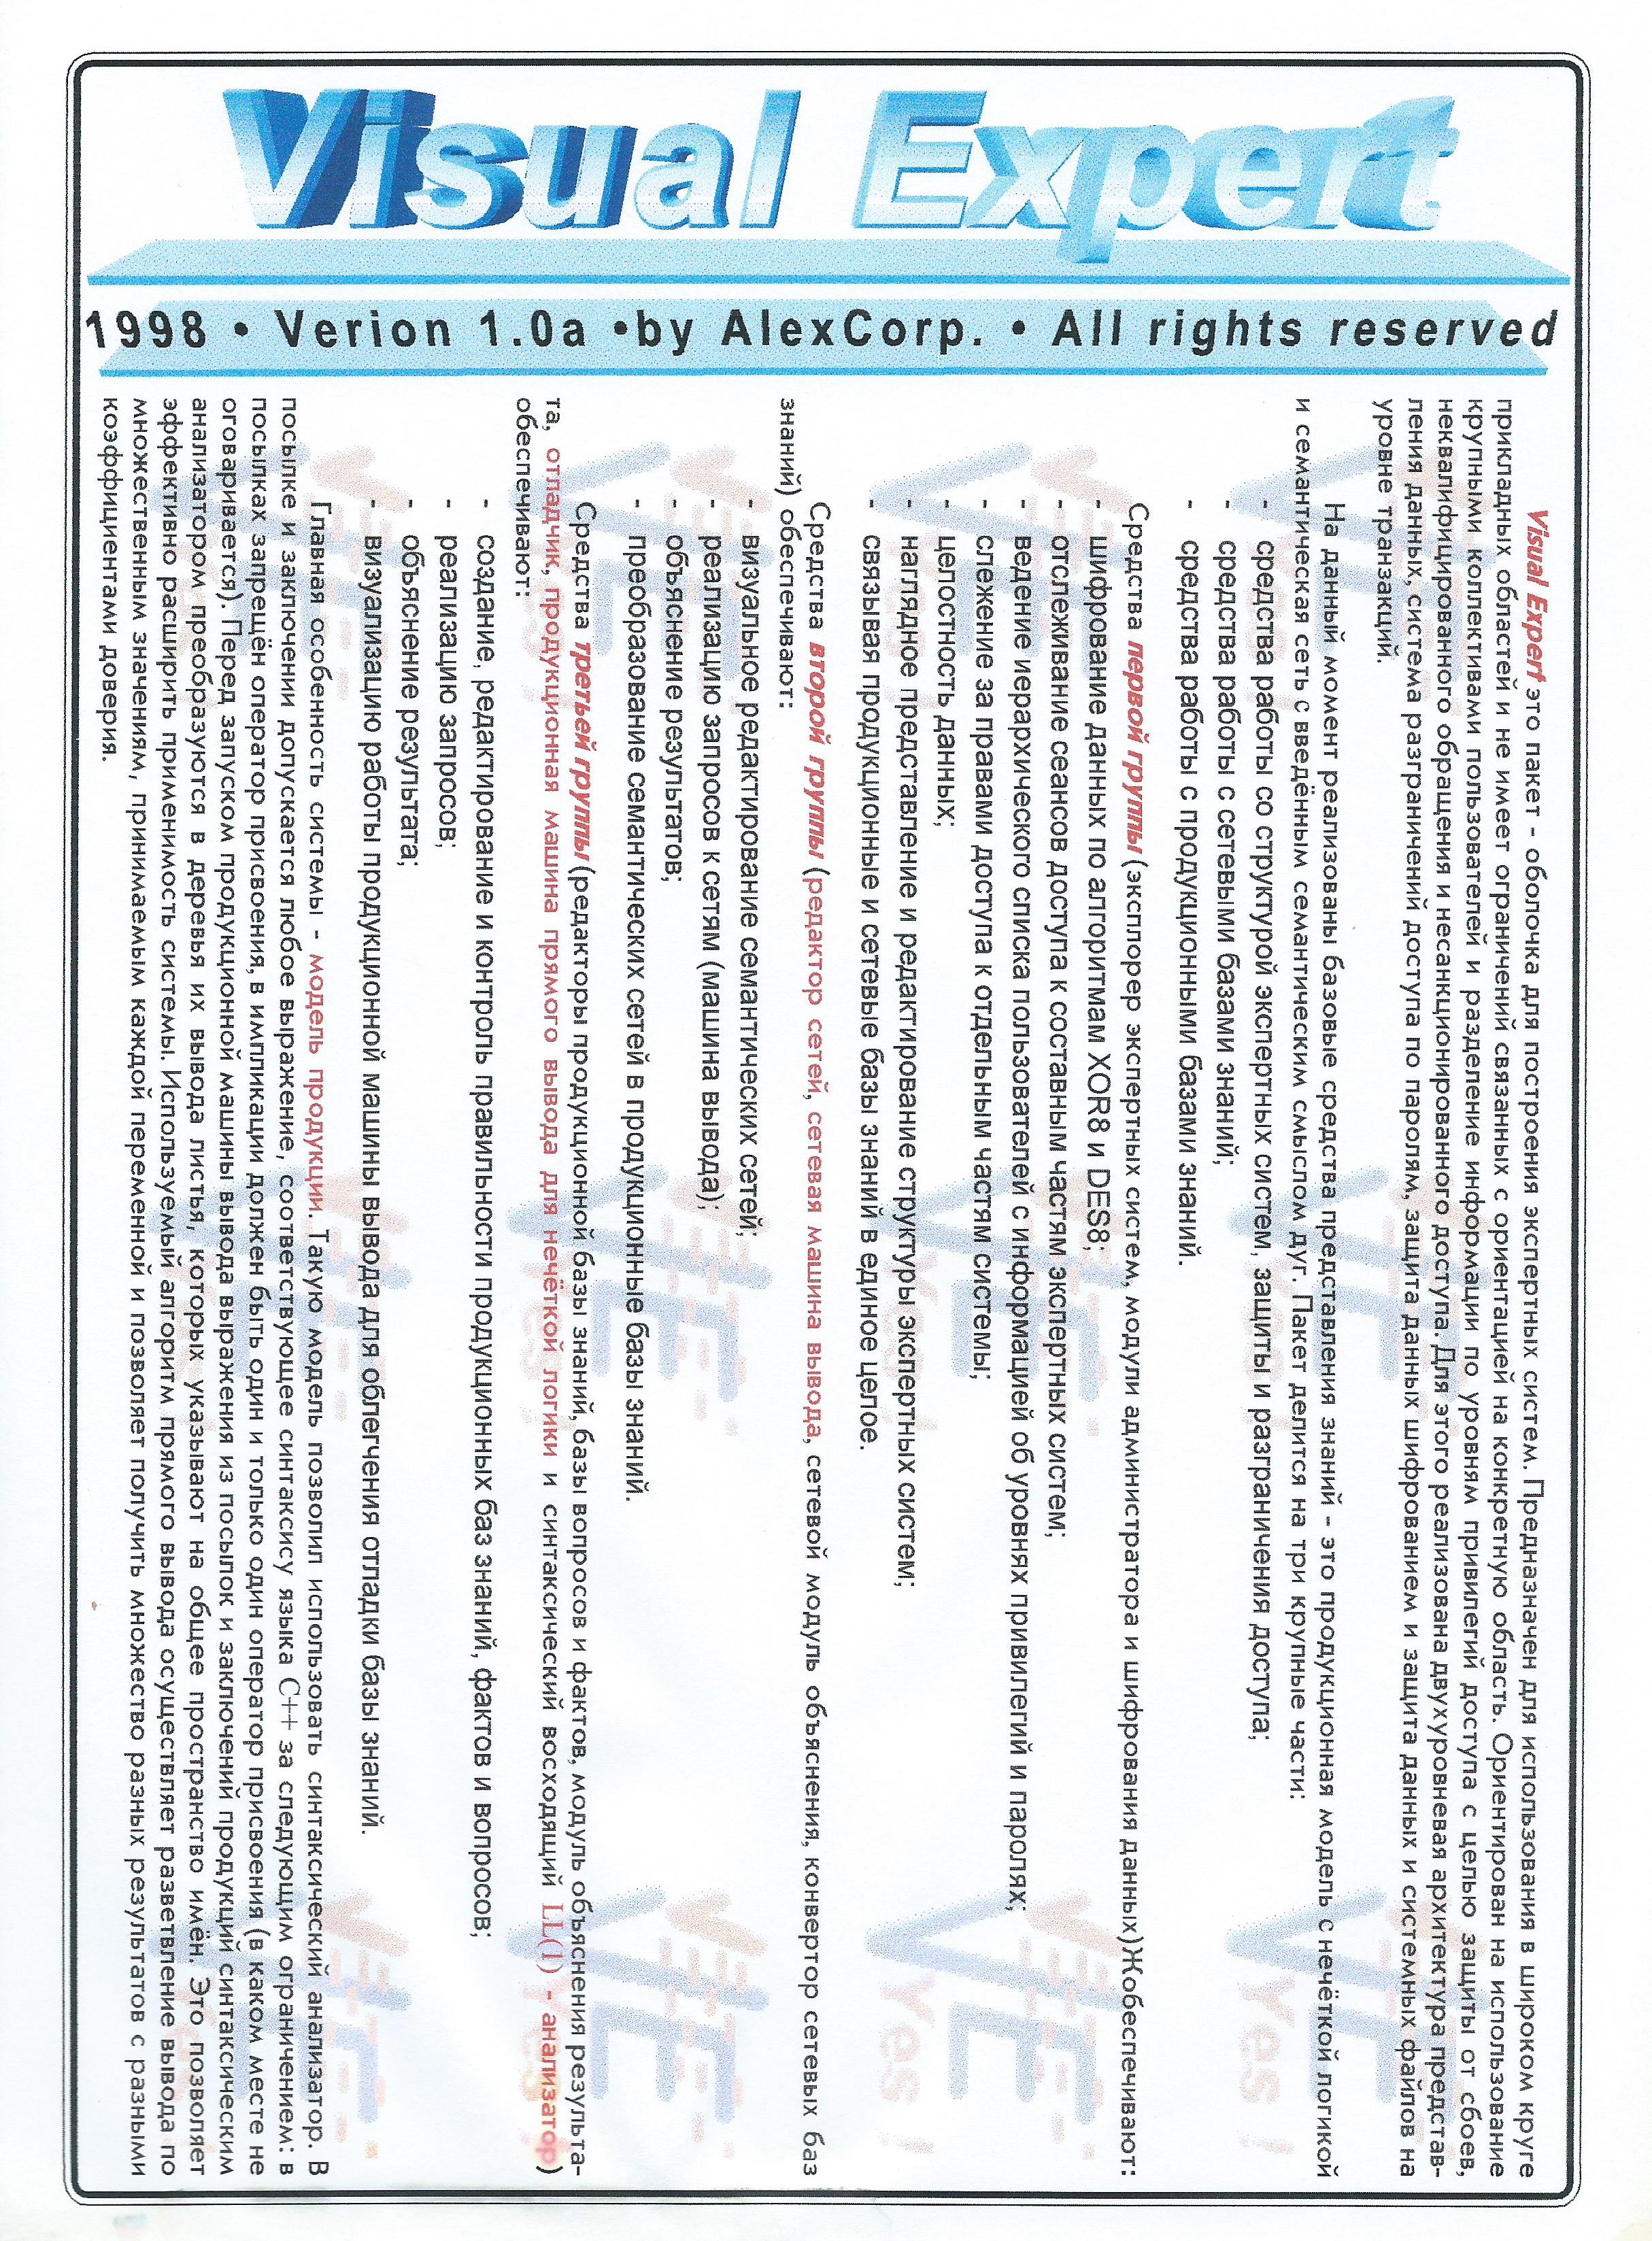 Visual Expert
1998 • Verion 1.0a •by AlexCorp. • All rights reserved
Visual Expert это пакет - оболочка для построения экспертных систем. Предназначен для использования в широком круге
прикладных областей и не имеет ограничений связанных с ориентацией на конкретную область. Ориентирован на использование
крупными коллективами пользователей и разделение информации по уровням привилегий доступа с целью защиты от сбоев,
неквалифицированного обращения и несанкционированного доступа. Для этого реализована двухуровневая архитектура представ-
ления данных, система разграничений доступа по паролям, защита данных шифрованием и защита данных и системных файлов на
уровне транзакций.
На данный момент реализованы базовые средства представления знаний - это продукционная модель с нечёткой логикой
и семантическая сеть с введённым семантическим смыслом дуг. Пакет делится на три крупные части:
- средства работы со структурой экспертных систем, защиты и разграничения доступа;
- средства работы с сетевыми базами знаний;
- средства работы с продукционными базами знаний.
Средства первой группы (эксплорер экспертных систем, модули администратора и шифрования данных)Жобеспечивают:
- шифрование данных по алгоритмам XOR8 и DES8;
- отслеживание сеансов доступа к составным частям экспертных систем;
- ведение иерархического списка пользователей с информацией об уровнях привилегий и паролях;
- слежение за правами доступа к отдельным частям системы;
- целостность данных;
- наглядное представление и редактирование структуры экспертных систем;
- связывая продукционные и сетевые базы знаний в единое целое.
Средства второй группы (редактор сетей, сетевая машина вывода, сетевой модуль объяснения, конвертор сетевых баз
знаний) обеспечивают:
- визуальное редактирование семантических сетей;
- реализацию запросов к сетям (машина вывода);
- объяснение результатов;
- преобразование семантических сетей в продукционные базы знаний.
Средства третьей группы (редакторы продукционной базы знаний, базы вопросов и фактов, модуль объяснения результа-
та, отладчик, продукционная машина прямого вывода для нечёткой логики и синтаксический восходящий LL(1) - анализатор)
обеспечивают:
- создание, редактирование и контроль правильности продукционных баз знаний, фактов и вопросов;
- реализацию запросов;
- объяснение результата;
- визуализацию работы продукционной машины вывода для облегчения отладки базы знаний.
Главная особенность системы - модель продукции. Такую модель позволил использовать синтаксический анализатор. В
посылке и заключении допускается любое выражение, соответствующее синтаксису языка C++ за следующим ограничением: в
посылках запрещён оператор присвоения, в импликации должен быть один и только один оператор присвоения (в каком месте не
оговаривается). Перед запуском продукционной машины вывода выражения из посылок и заключений продукций синтаксическим
анализатором преобразуются в деревья их вывода листья, которых указывают на общее пространство имён. Это позволяет
эффективно расширить применимость системы. Используемый алгоритм прямого вывода осуществляет разветвление вывода по
множественным значениям, принимаемым каждой переменной и позволяет получить множество разных результатов с разными
коэффициентами доверия.